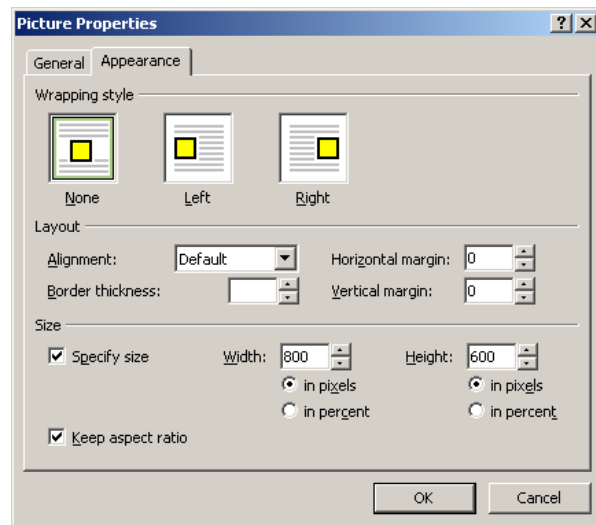 Picture Properties
General Appearance
Wrapping style
None Left Right
Layout
Alignment: Default Horizontal margin: 0
Border thickness: Vertical margin: 0
Size
Specify size Width: 800 Height: 600
in pixels in pixels
in percent in percent
Keep aspect ratio
OK Cancel